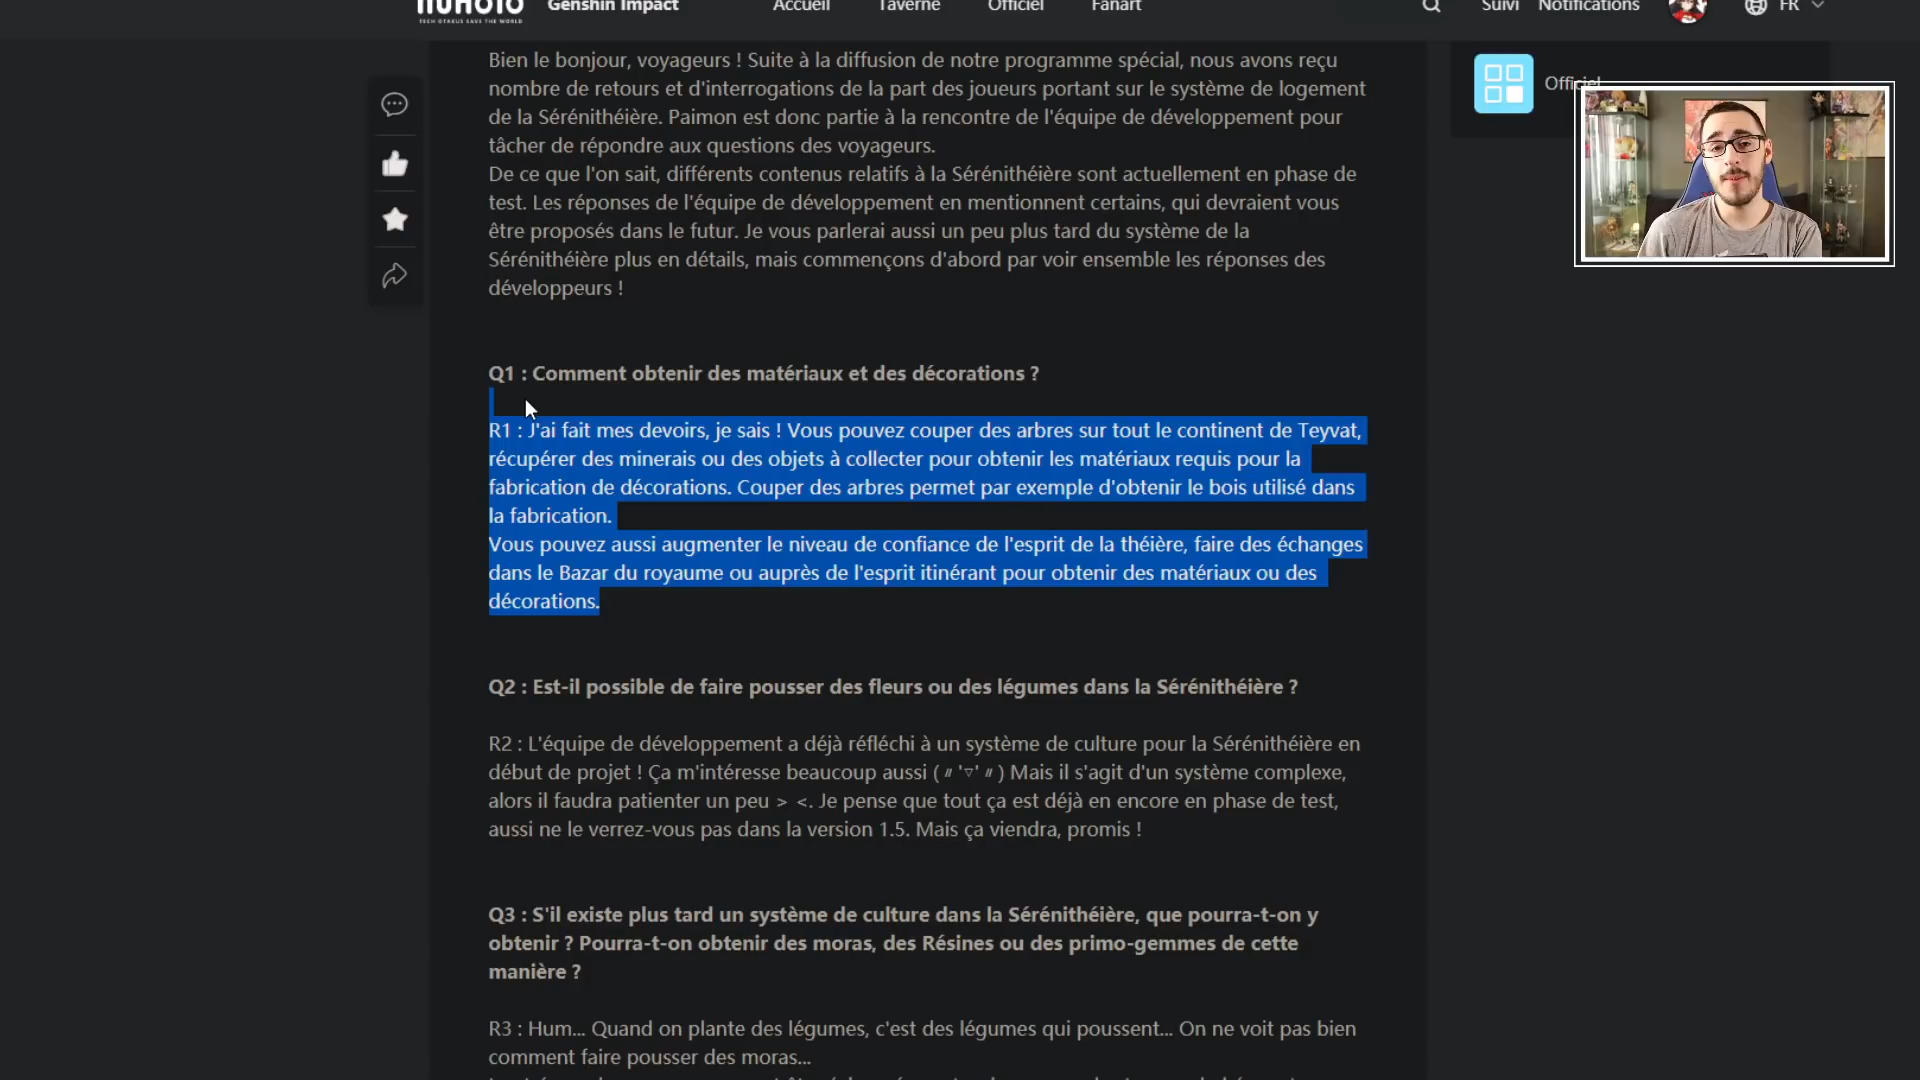 miHoYo
TECH OTAKUS SAVE THE WORLD
Genshin Impact
Accueil
Taverne
Officiel
Fanart
Suivi
Notifications
FR
Officiel
Bien le bonjour, voyageurs ! Suite à la diffusion de notre programme spécial, nous avons reçu
nombre de retours et d'interrogations de la part des joueurs portant sur le système de logement
de la Sérénithéière. Paimon est donc partie à la rencontre de l'équipe de développement pour
tâcher de répondre aux questions des voyageurs.
De ce que l'on sait, différents contenus relatifs à la Sérénithéière sont actuellement en phase de
test. Les réponses de l'équipe de développement en mentionnent certains, qui devraient vous
être proposés dans le futur. Je vous parlerai aussi un peu plus tard du système de la
Sérénithéière plus en détails, mais commençons d'abord par voir ensemble les réponses des
développeurs !
Q1 : Comment obtenir des matériaux et des décorations ?
R1 : J'ai fait mes devoirs, je sais ! Vous pouvez couper des arbres sur tout le continent de Teyvat,
récupérer des minerais ou des objets à collecter pour obtenir les matériaux requis pour la
fabrication de décorations. Couper des arbres permet par exemple d'obtenir le bois utilisé dans
la fabrication.
Vous pouvez aussi augmenter le niveau de confiance de l'esprit de la théière, faire des échanges
dans le Bazar du royaume ou auprès de l'esprit itinérant pour obtenir des matériaux ou des
décorations.
Q2 : Est-il possible de faire pousser des fleurs ou des légumes dans la Sérénithéière ?
R2 : L'équipe de développement a déjà réfléchi à un système de culture pour la Sérénithéière en
début de projet ! Ça m'intéresse beaucoup aussi (〃'▽'〃) Mais il s'agit d'un système complexe,
alors il faudra patienter un peu > <. Je pense que tout ça est déjà en encore en phase de test,
aussi ne le verrez-vous pas dans la version 1.5. Mais ça viendra, promis !
Q3 : S'il existe plus tard un système de culture dans la Sérénithéière, que pourra-t-on y
obtenir ? Pourra-t-on obtenir des moras, des Résines ou des primo-gemmes de cette
manière ?
R3 : Hum... Quand on plante des légumes, c'est des légumes qui poussent... On ne voit pas bien
comment faire pousser des moras...